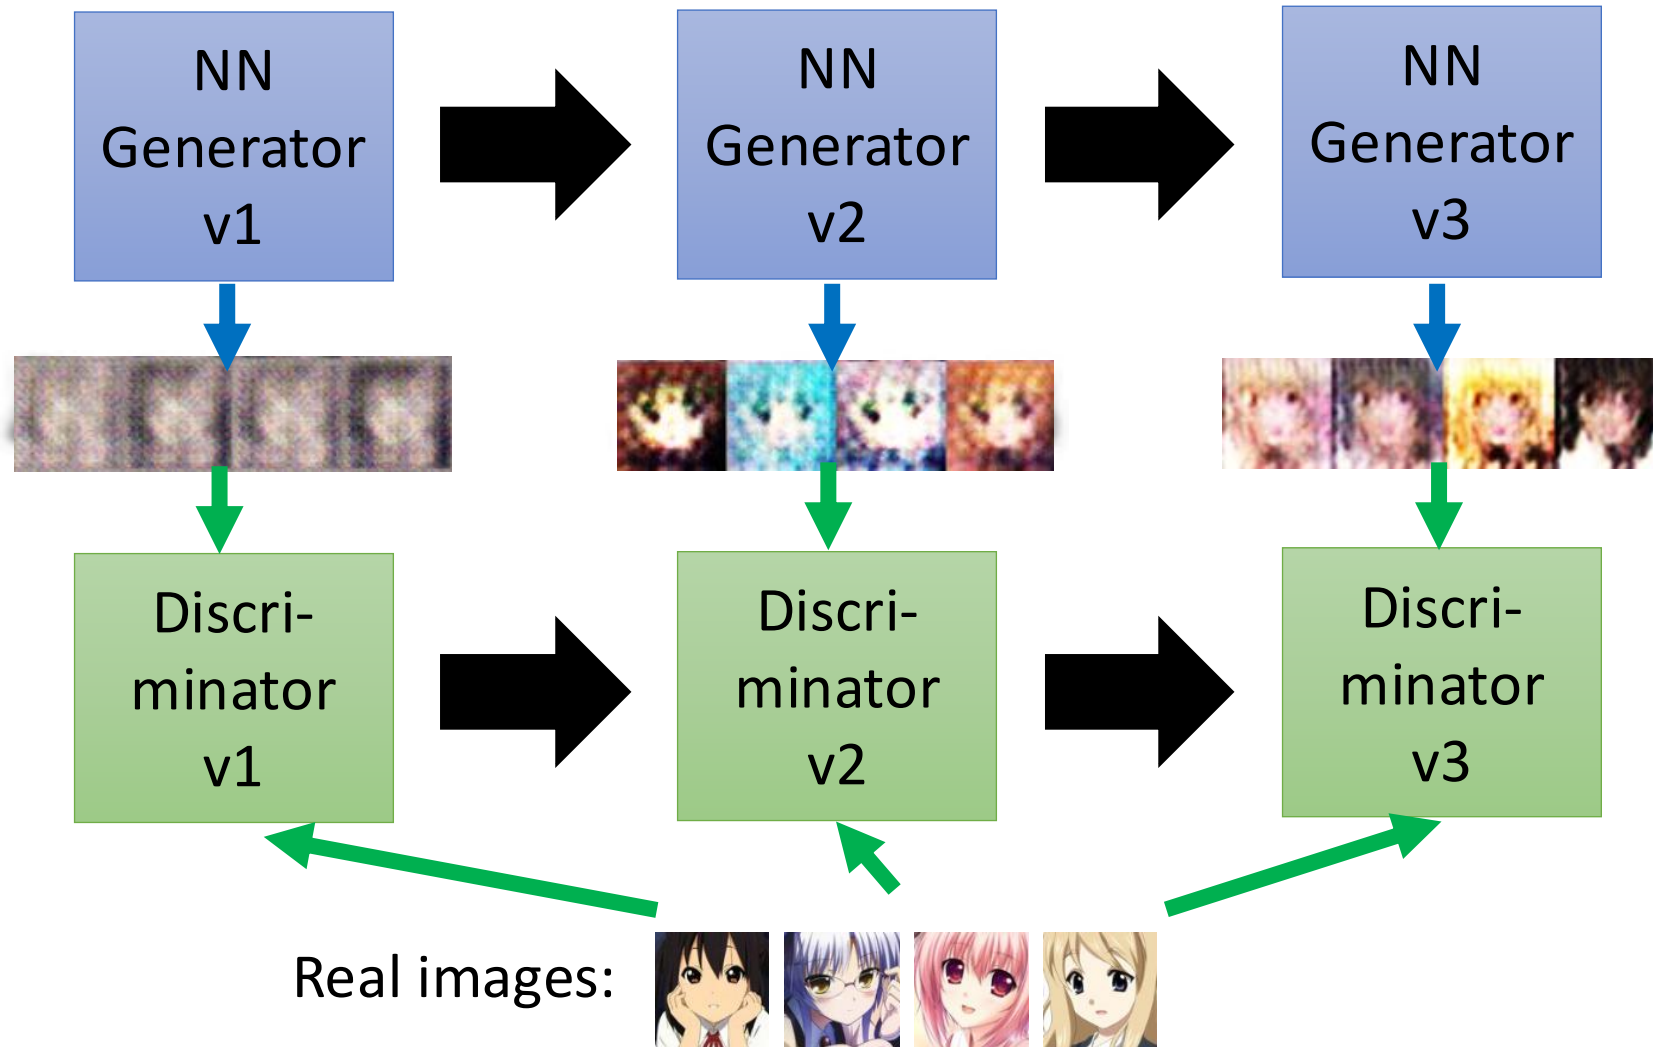 NN
Generator
v1
NN
Generator
v2
NN
Generator
v3
Discri-
minator
v1
Discri-
minator
v2
Discri-
minator
v3
Real images: